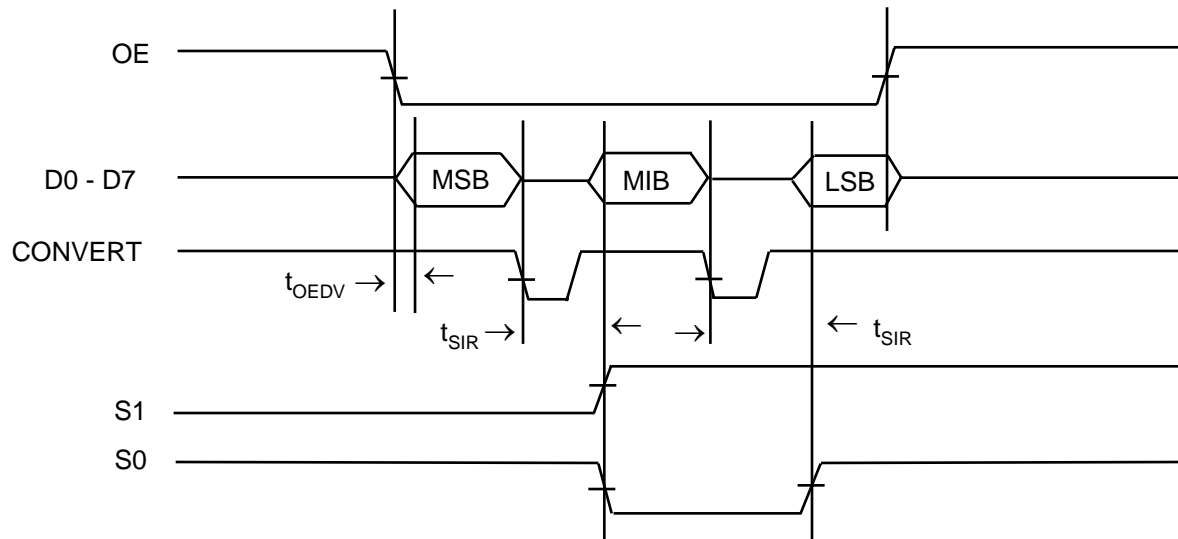 OE
D0 - D7 MSB MIB LSB
CONVERT
tOEDV → ←
tSIR → ← → ← tSIR
S1
S0